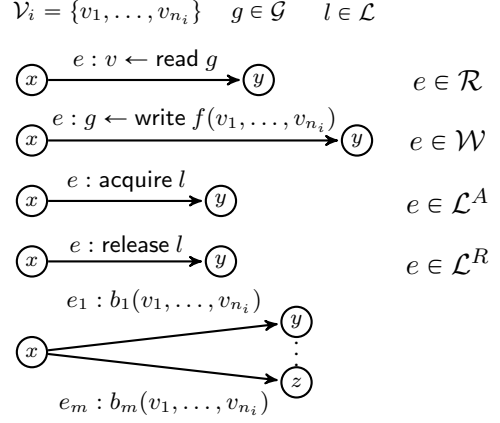 𝒱ᵢ = {v₁, . . . , vₙᵢ} g ∈ 𝒢 l ∈ ℒ
e : v ← read g
x y e ∈ ℛ
e : g ← write f(v₁, . . . , vₙᵢ)
x y e ∈ 𝒲
e : acquire l
x y e ∈ ℒᴬ
e : release l
x y e ∈ ℒᴿ
e₁ : b₁(v₁, . . . , vₙᵢ)
y
x
z
eₘ : bₘ(v₁, . . . , vₙᵢ)